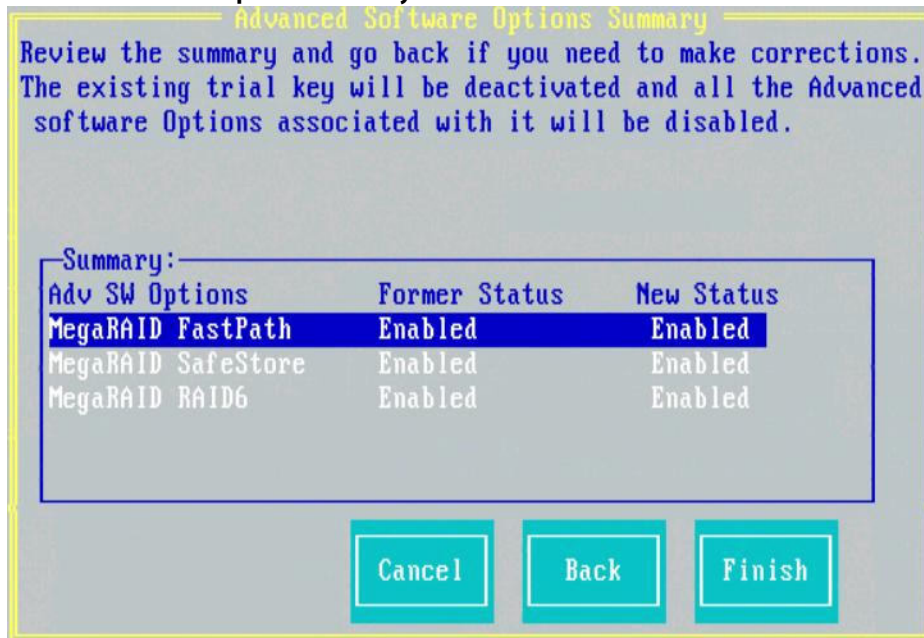 Advanced Software Options Summary
Review the summary and go back if you need to make corrections.
The existing trial key will be deactivated and all the Advanced
software Options associated with it will be disabled.
Summary:
Adv SW Options Former Status New Status
MegaRAID FastPath Enabled Enabled
MegaRAID SafeStore Enabled Enabled
MegaRAID RAID6 Enabled Enabled
Cancel Back Finish